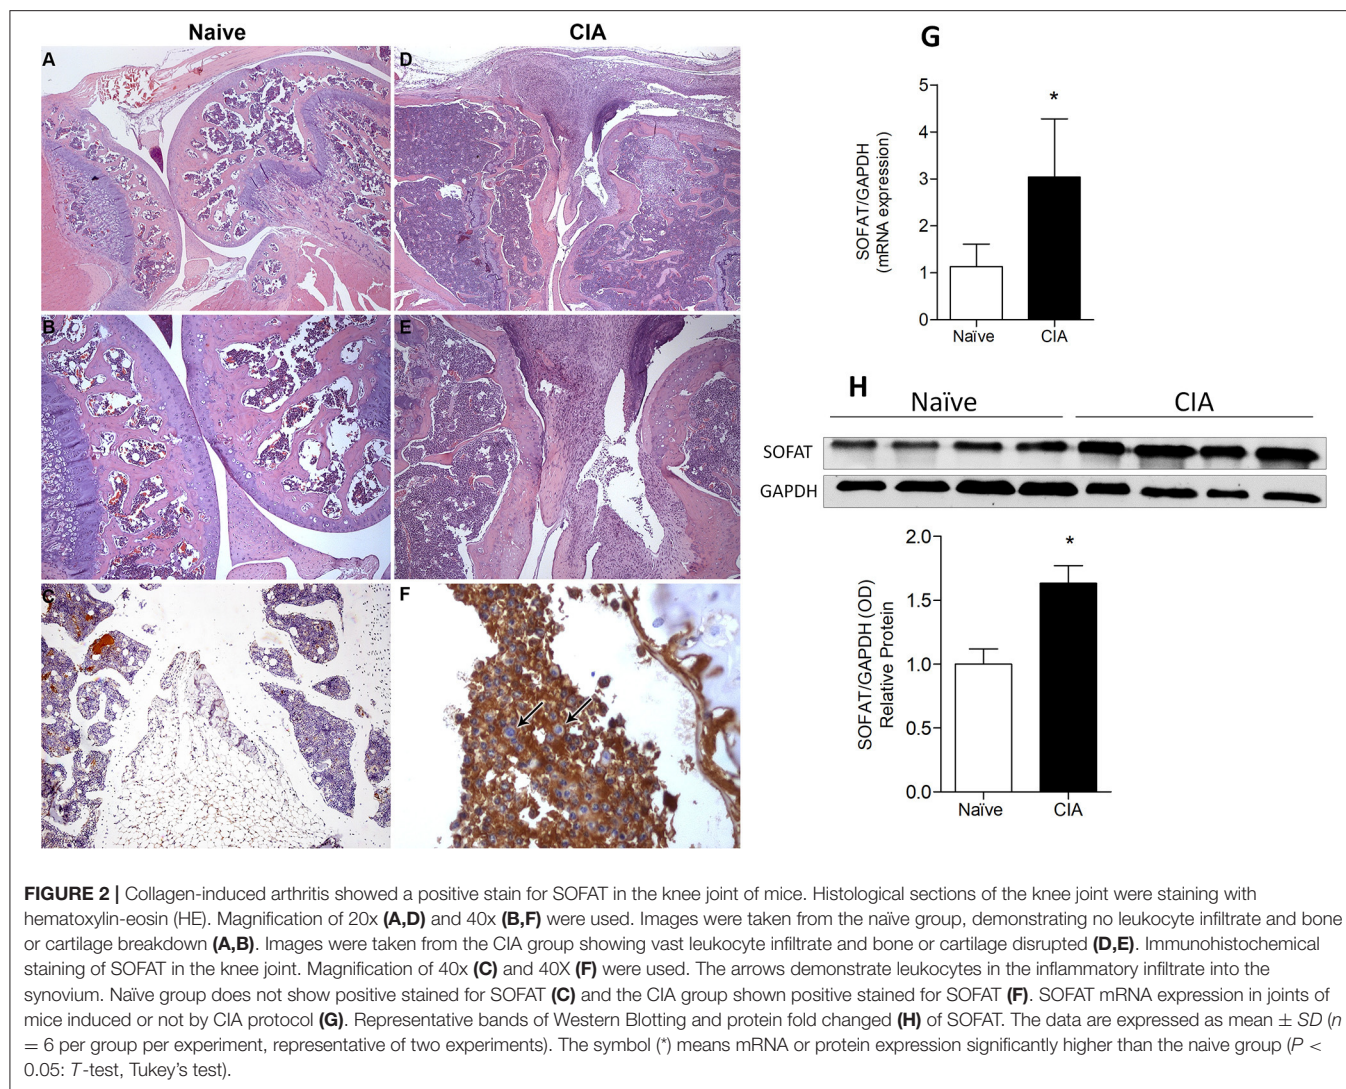 Naive
CIA
A
D
B
E
C
F
G
SOFAT/GAPDH
(mRNA expression)
5
4
3
2
1
0
*
Naïve
CIA
H
Naïve
CIA
SOFAT
GAPDH
SOFAT/GAPDH (OD)
Relative Protein
2.0
1.5
1.0
0.5
0.0
*
Naïve
CIA
FIGURE 2 | Collagen-induced arthritis showed a positive stain for SOFAT in the knee joint of mice. Histological sections of the knee joint were staining with
hematoxylin-eosin (HE). Magnification of 20x (A,D) and 40x (B,F) were used. Images were taken from the naïve group, demonstrating no leukocyte infiltrate and bone
or cartilage breakdown (A,B). Images were taken from the CIA group showing vast leukocyte infiltrate and bone or cartilage disrupted (D,E). Immunohistochemical
staining of SOFAT in the knee joint. Magnification of 40x (C) and 40X (F) were used. The arrows demonstrate leukocytes in the inflammatory infiltrate into the
synovium. Naïve group does not show positive stained for SOFAT (C) and the CIA group shown positive stained for SOFAT (F). SOFAT mRNA expression in joints of
mice induced or not by CIA protocol (G). Representative bands of Western Blotting and protein fold changed (H) of SOFAT. The data are expressed as mean ± SD (n
= 6 per group per experiment, representative of two experiments). The symbol (*) means mRNA or protein expression significantly higher than the naive group (P <
0.05: T-test, Tukey's test).